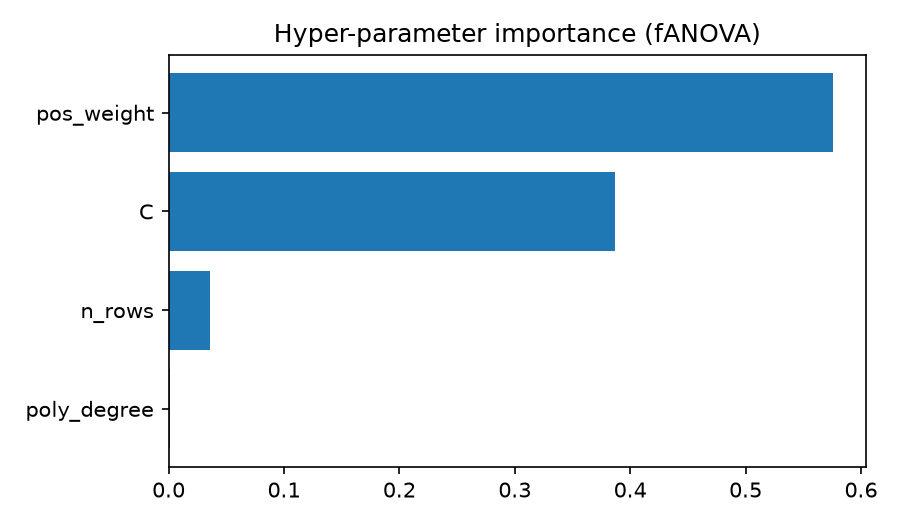 Hyper-parameter importance (fANOVA)
pos_weight
C
n_rows
poly_degree
0.0 0.1 0.2 0.3 0.4 0.5 0.6